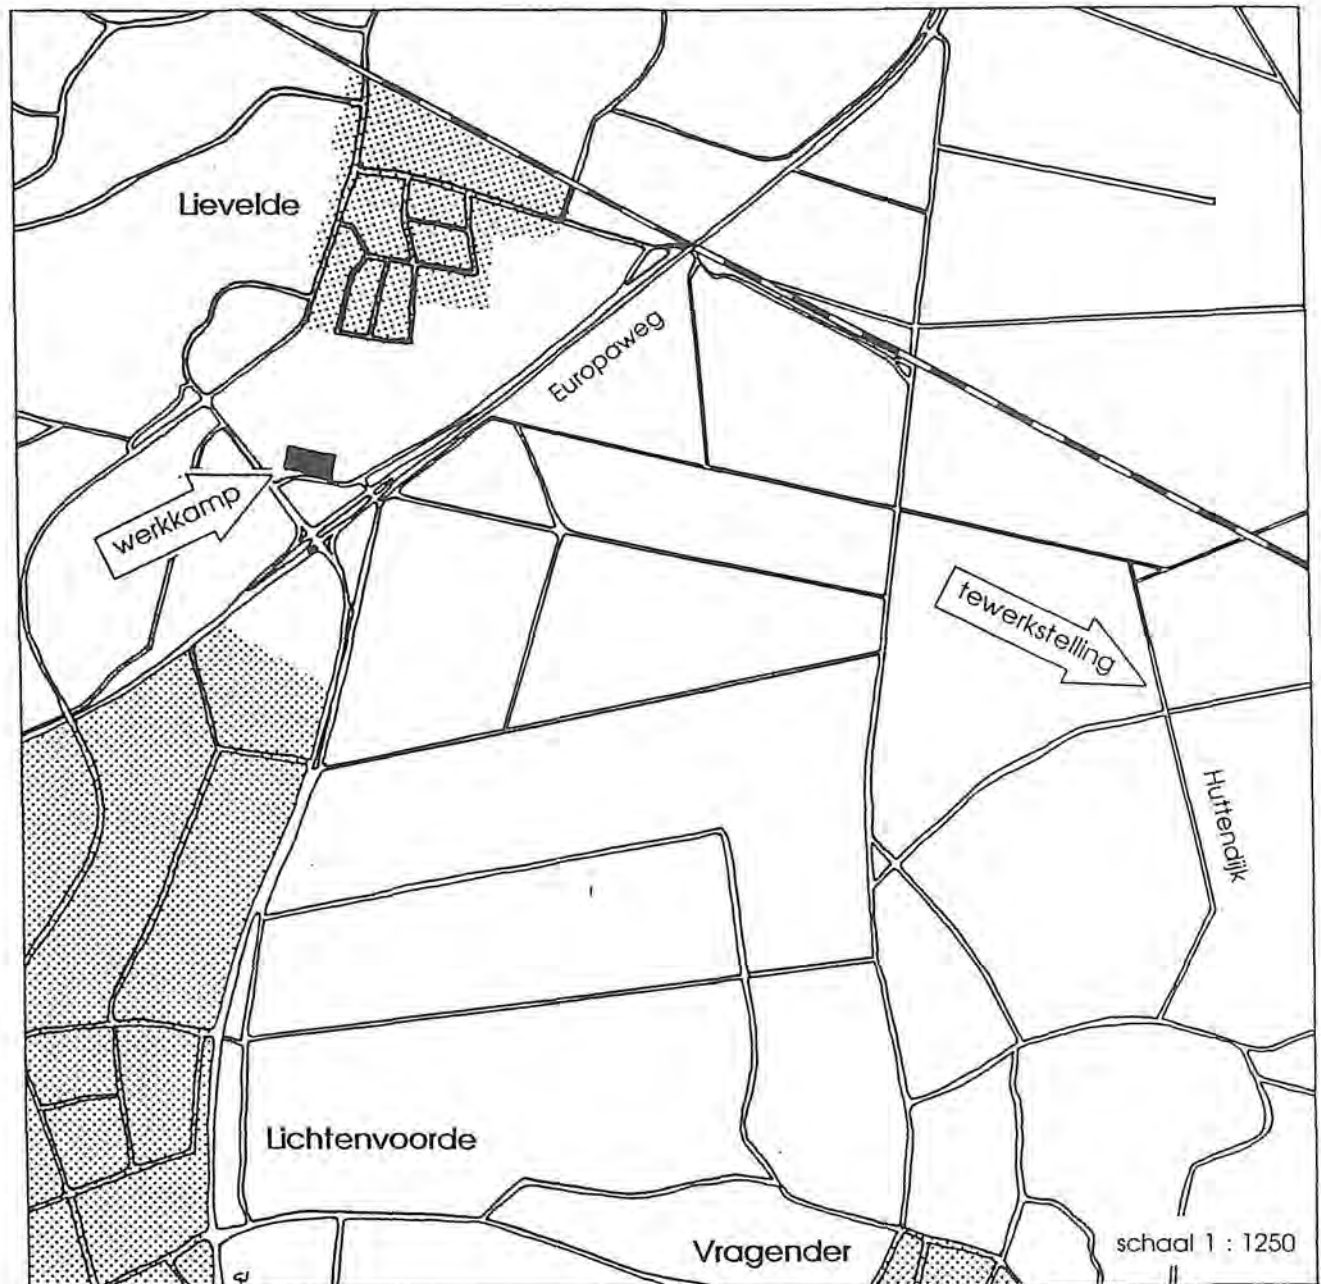 Lievelde
Europaweg
werkkamp
tewerkstelling
Huttendijk
Lichtenvoorde
Vragender
schaal 1 : 1250